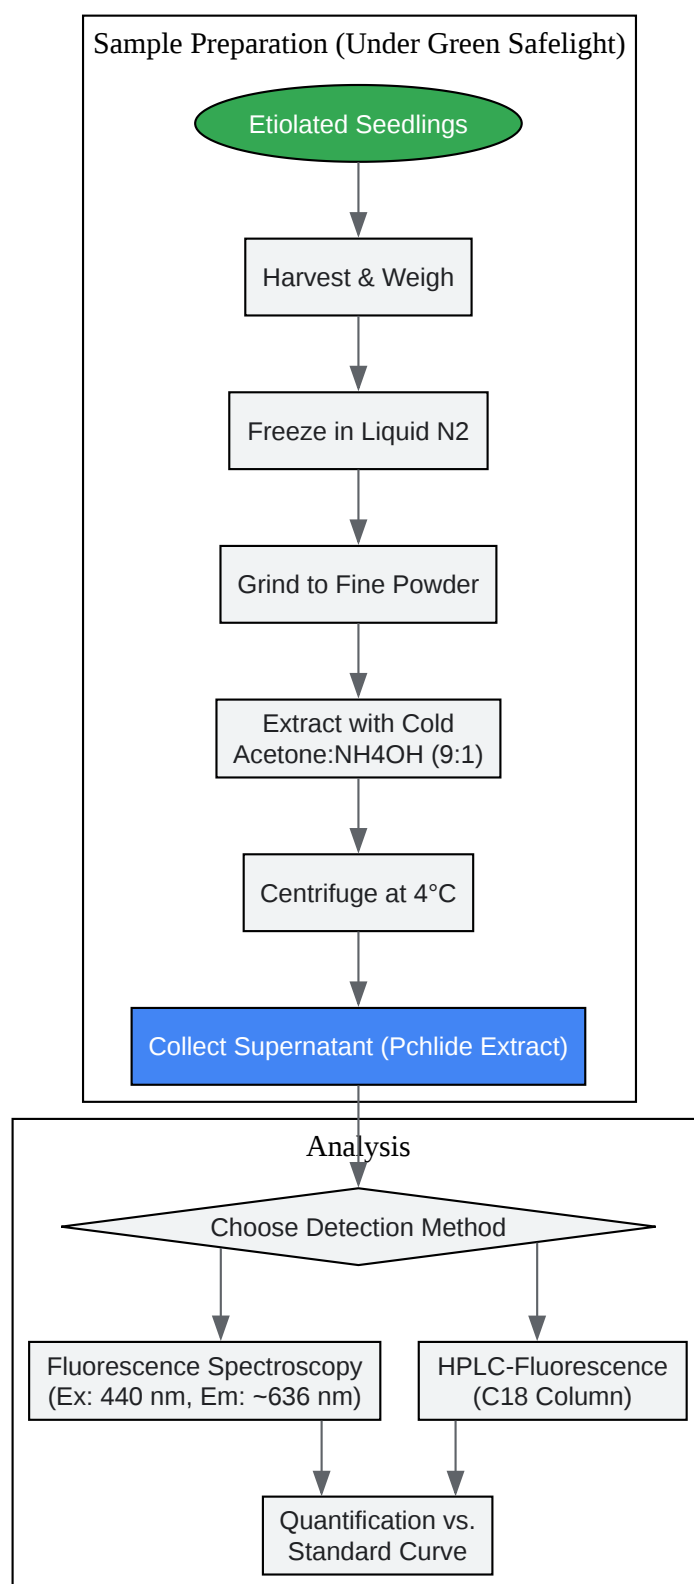 Sample Preparation (Under Green Safelight)
Etiolated Seedlings
Harvest & Weigh
Freeze in Liquid N2
Grind to Fine Powder
Extract with Cold
Acetone:NH4OH (9:1)
Centrifuge at 4°C
Collect Supernatant (Pchlide Extract)
Analysis
Choose Detection Method
Fluorescence Spectroscopy
(Ex: 440 nm, Em: ~636 nm)
HPLC-Fluorescence
(C18 Column)
Quantification vs.
Standard Curve